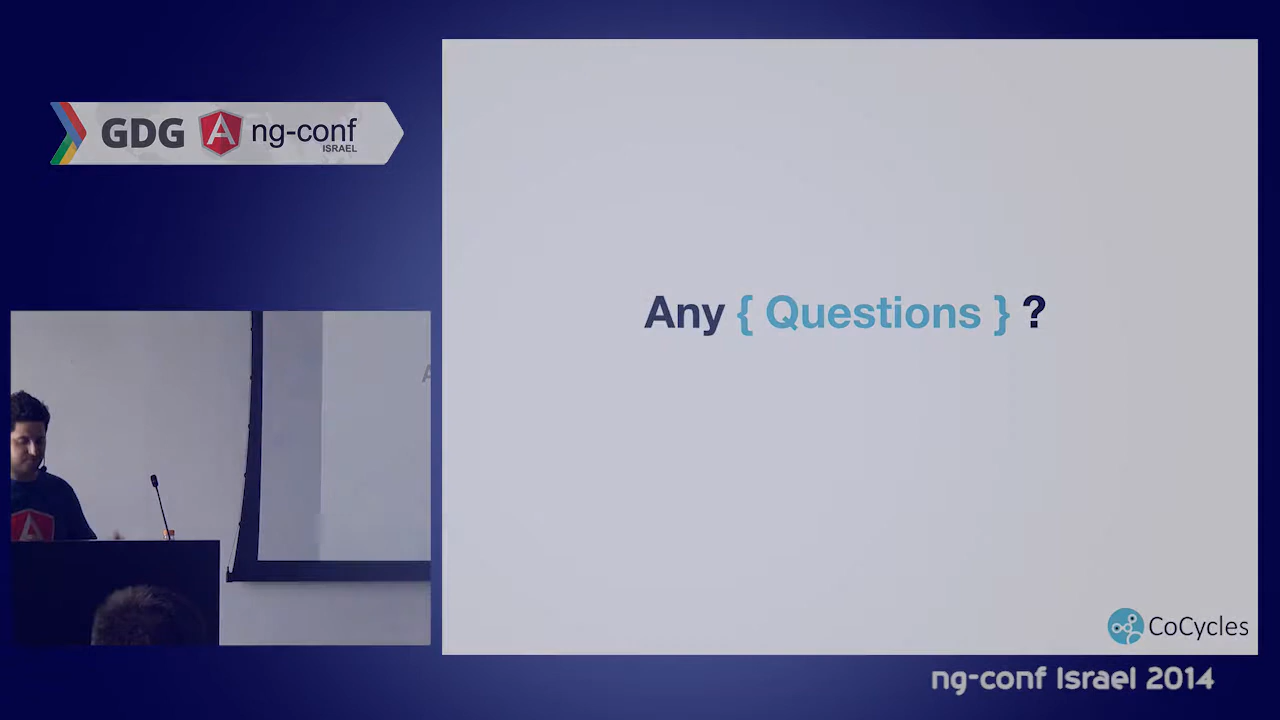 GDG ng-conf
ISRAEL
Any { Questions } ?
CoCycles
ng-conf Israel 2014